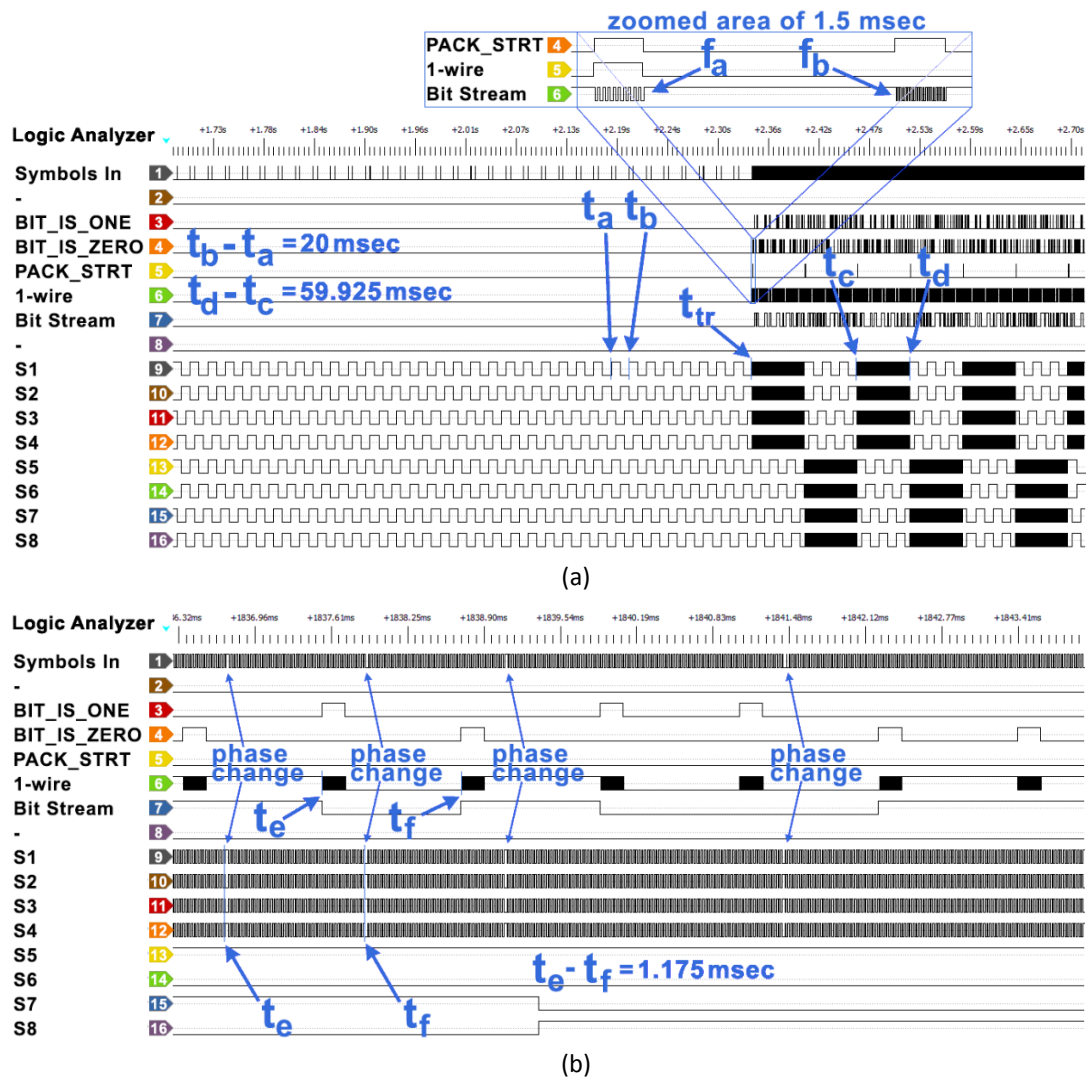 zoomed area of 1.5 msec
PACK_STRT 4
1-wire 5
Bit Stream 6
fa
fb
Logic Analyzer
+1.73s +1.78s +1.84s +1.90s +1.96s +2.01s +2.07s +2.13s +2.19s +2.24s +2.30s +2.36s +2.42s +2.47s +2.53s +2.59s +2.65s +2.70s
Symbols In 1
- 2
BIT_IS_ONE 3
BIT_IS_ZERO 4
PACK_STRT 5
1-wire 6
Bit Stream 7
- 8
S1 9
S2 10
S3 11
S4 12
S5 13
S6 14
S7 15
S8 16
ta tb
tb - ta = 20 msec
td - tc = 59.925 msec
tc td
ttr
(a)
Logic Analyzer
+1836.96ms +1837.61ms +1838.25ms +1838.90ms +1839.54ms +1840.19ms +1840.83ms +1841.48ms +1842.12ms +1842.77ms +1843.41ms
Symbols In 1
- 2
BIT_IS_ONE 3
BIT_IS_ZERO 4
PACK_STRT 5
1-wire 6
Bit Stream 7
- 8
S1 9
S2 10
S3 11
S4 12
S5 13
S6 14
S7 15
S8 16
phase change
phase change
phase change
phase change
te
tf
te - tf = 1.175 msec
te
tf
(b)